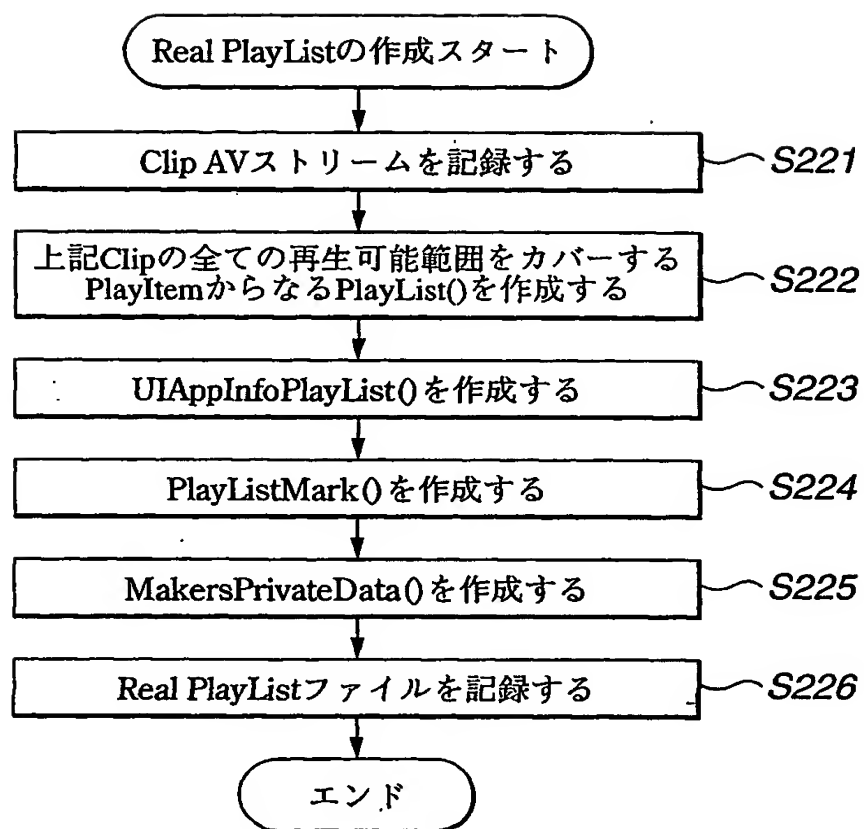 Real PlayListの作成スタート
Clip AVストリームを記録する
S221
上記Clipの全ての再生可能範囲をカバーする
PlayItemからなるPlayList()を作成する
S222
UIAppInfoPlayList()を作成する
S223
PlayListMark()を作成する
S224
MakersPrivateData()を作成する
S225
Real PlayListファイルを記録する
S226
エンド